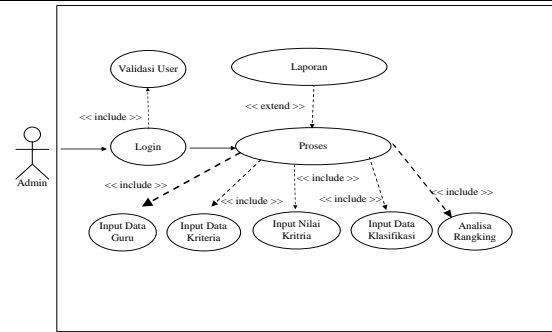 Validasi User
Laporan
<< include >>
<< extend >>
Login
Proses
Admin
<< include >>
<< include >>
<< include >>
<< include >>
<< include >>
Input Data
Guru
Input Data
Kriteria
Input Nilai
Kritria
Input Data
Klasifikasi
Analisa
Rangking